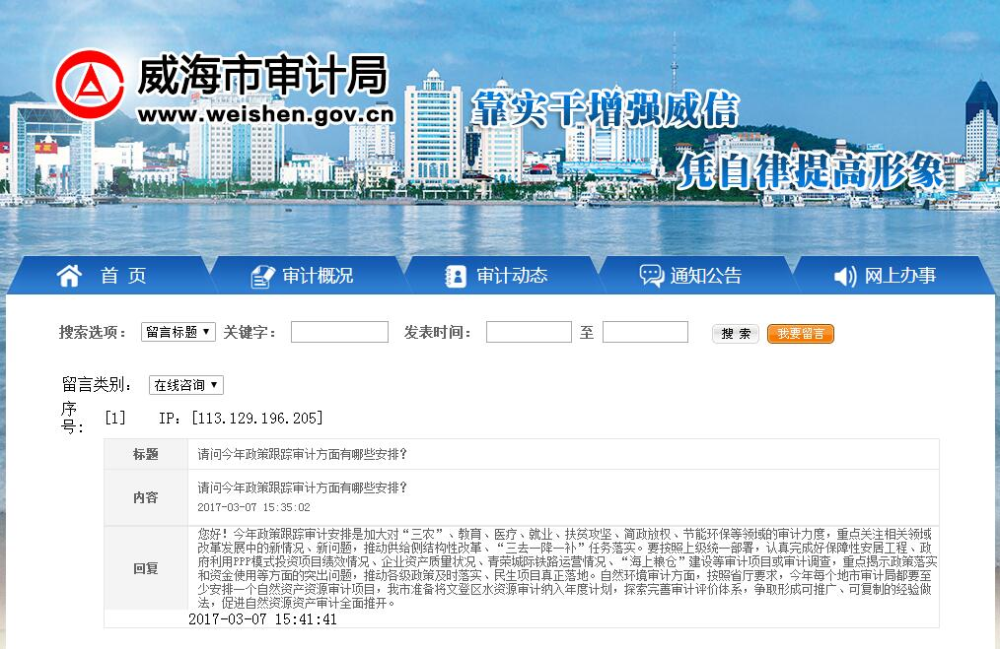 威海市审计局
www.weishen.gov.cn
靠实干增强威信
凭自律提高形象
首 页 审计概况 审计动态 通知公告 网上办事
搜索选项： 留言标题 关键字： 发表时间： 至 搜 索 我要留言
留言类别： 在线咨询
序号： [1] IP：[113.129.196.205]
标题 请问今年政策跟踪审计方面有哪些安排?
内容 请问今年政策跟踪审计方面有哪些安排?
2017-03-07 15:35:02
回复
您好！今年政策跟踪审计安排是加大对“三农”、教育、医疗、就业、扶贫攻坚、简政放权、节能环保等领域的审计力度，重点关注相关领域
改革发展中的新情况、新问题，推动供给侧结构性改革、“三去一降一补”任务落实。要按照上级统一部署，认真完成好保障性安居工程、政
府利用PPP模式投资项目绩效情况、企业资产质量状况、青荣城际铁路运营情况、“海上粮仓”建设等审计项目或审计调查，重点揭示政策落实
和资金使用等方面的突出问题，推动各级政策及时落实、民生项目真正落地。自然环境审计方面，按照省厅要求，今年每个地市审计局都要至
少安排一个自然资产资源审计项目，我市准备将文登区水资源审计纳入年度计划，探索完善审计评价体系，争取形成可推广、可复制的经验做
法，促进自然资源资产审计全面推开。
2017-03-07 15:41:41